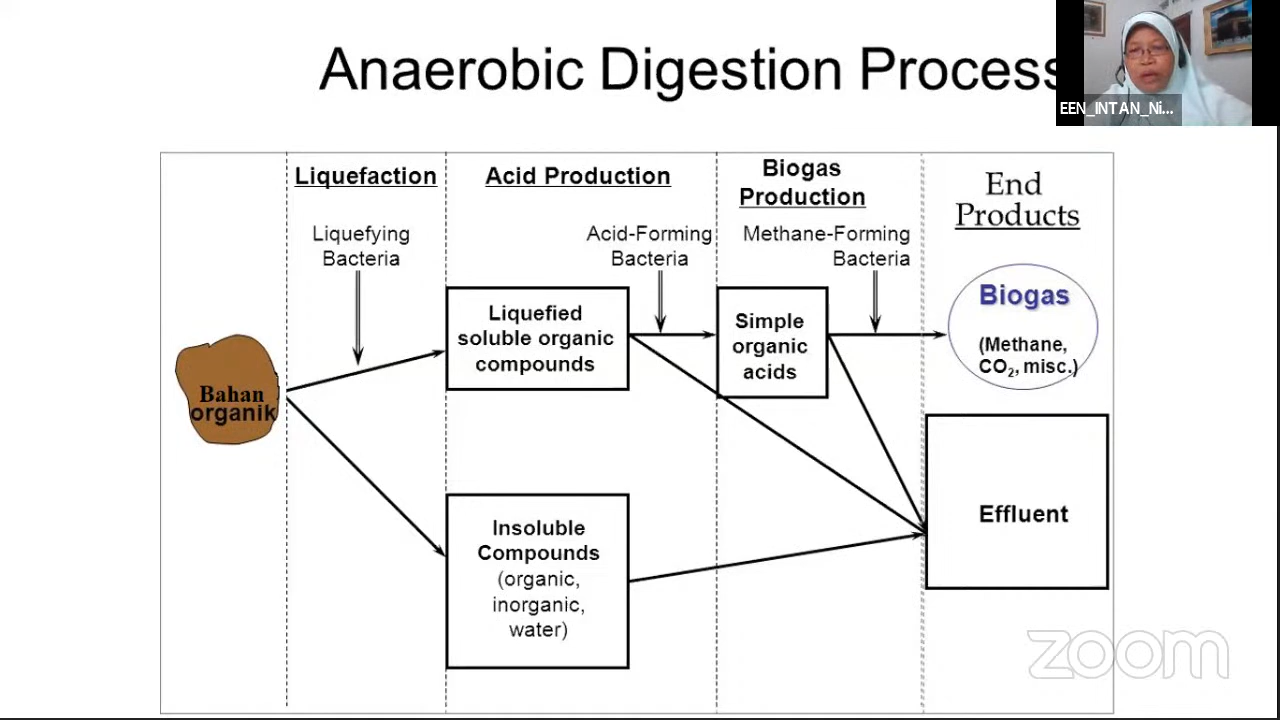 Anaerobic Digestion Process
EEN_INTAN_Ni...
Liquefaction
Acid Production
Biogas
Production
End
Products
Liquefying
Bacteria
Acid-Forming
Bacteria
Methane-Forming
Bacteria
Liquefied
soluble organic
compounds
Simple
organic
acids
Biogas
(Methane,
CO₂, misc.)
Bahan
organik
Insoluble
Compounds
(organic,
inorganic,
water)
Effluent
zoom